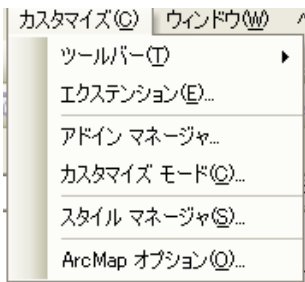 カスタマイズ(C) ウィンドウ(W)
ツールバー(T)
エクステンション(E)...
アドイン マネージャ...
カスタマイズ モード(C)...
スタイル マネージャ(S)...
ArcMap オプション(O)...